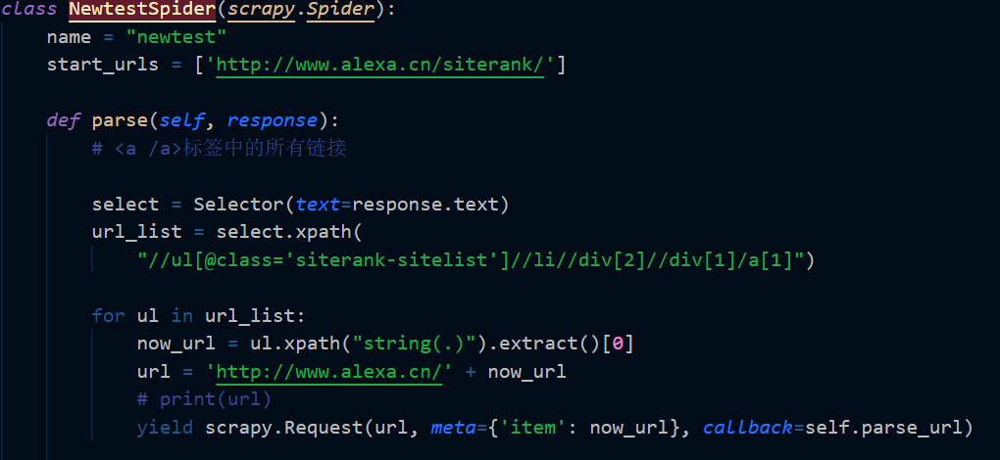 class NewtestSpider(scrapy.Spider):
    name = "newtest"
    start_urls = ['http://www.alexa.cn/siterank/']
    def parse(self, response):
        # <a /a>标签中的所有链接
        select = Selector(text=response.text)
        url_list = select.xpath(
            "//ul[@class='siterank-sitelist']//li//div[2]//div[1]/a[1]")
        for ul in url_list:
            now_url = ul.xpath("string(.)").extract()[0]
            url = 'http://www.alexa.cn/' + now_url
            # print(url)
            yield scrapy.Request(url, meta={'item': now_url}, callback=self.parse_url)